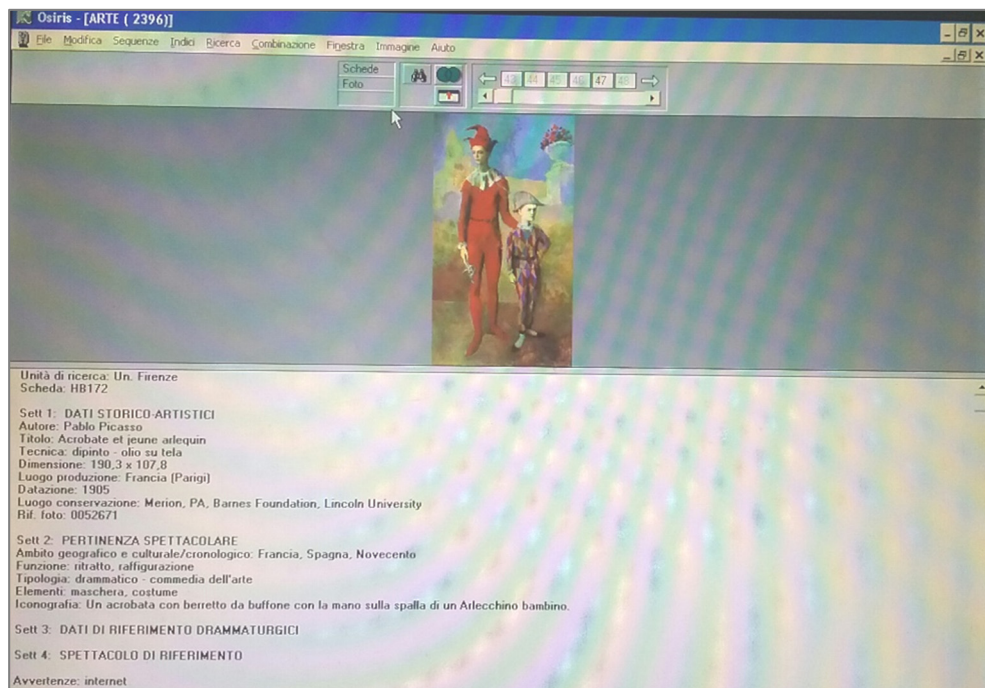 Osiris - [ARTE ( 2396)]
File Modifica Sequenze Indici Ricerca Combinazione Finestra Immagine Aiuto
Schede
Foto
43 44 45 46 47 48
Unità di ricerca: Un. Firenze
Scheda: HB172
Sett 1: DATI STORICO-ARTISTICI
Autore: Pablo Picasso
Titolo: Acrobate et jeune arlequin
Tecnica: dipinto - olio su tela
Dimensione: 190,3 x 107,8
Luogo produzione: Francia (Parigi)
Datazione: 1905
Luogo conservazione: Merion, PA, Barnes Foundation, Lincoln University
Rif. foto: 0052671
Sett 2: PERTINENZA SPETTACOLARE
Ambito geografico e culturale/cronologico: Francia, Spagna, Novecento
Funzione: ritratto, raffigurazione
Tipologia: drammatico - commedia dell'arte
Elementi: maschera, costume
Iconografia: Un acrobata con berretto da buffone con la mano sulla spalla di un Arlecchino bambino.
Sett 3: DATI DI RIFERIMENTO DRAMMATURGICI
Sett 4: SPETTACOLO DI RIFERIMENTO
Avvertenze: internet